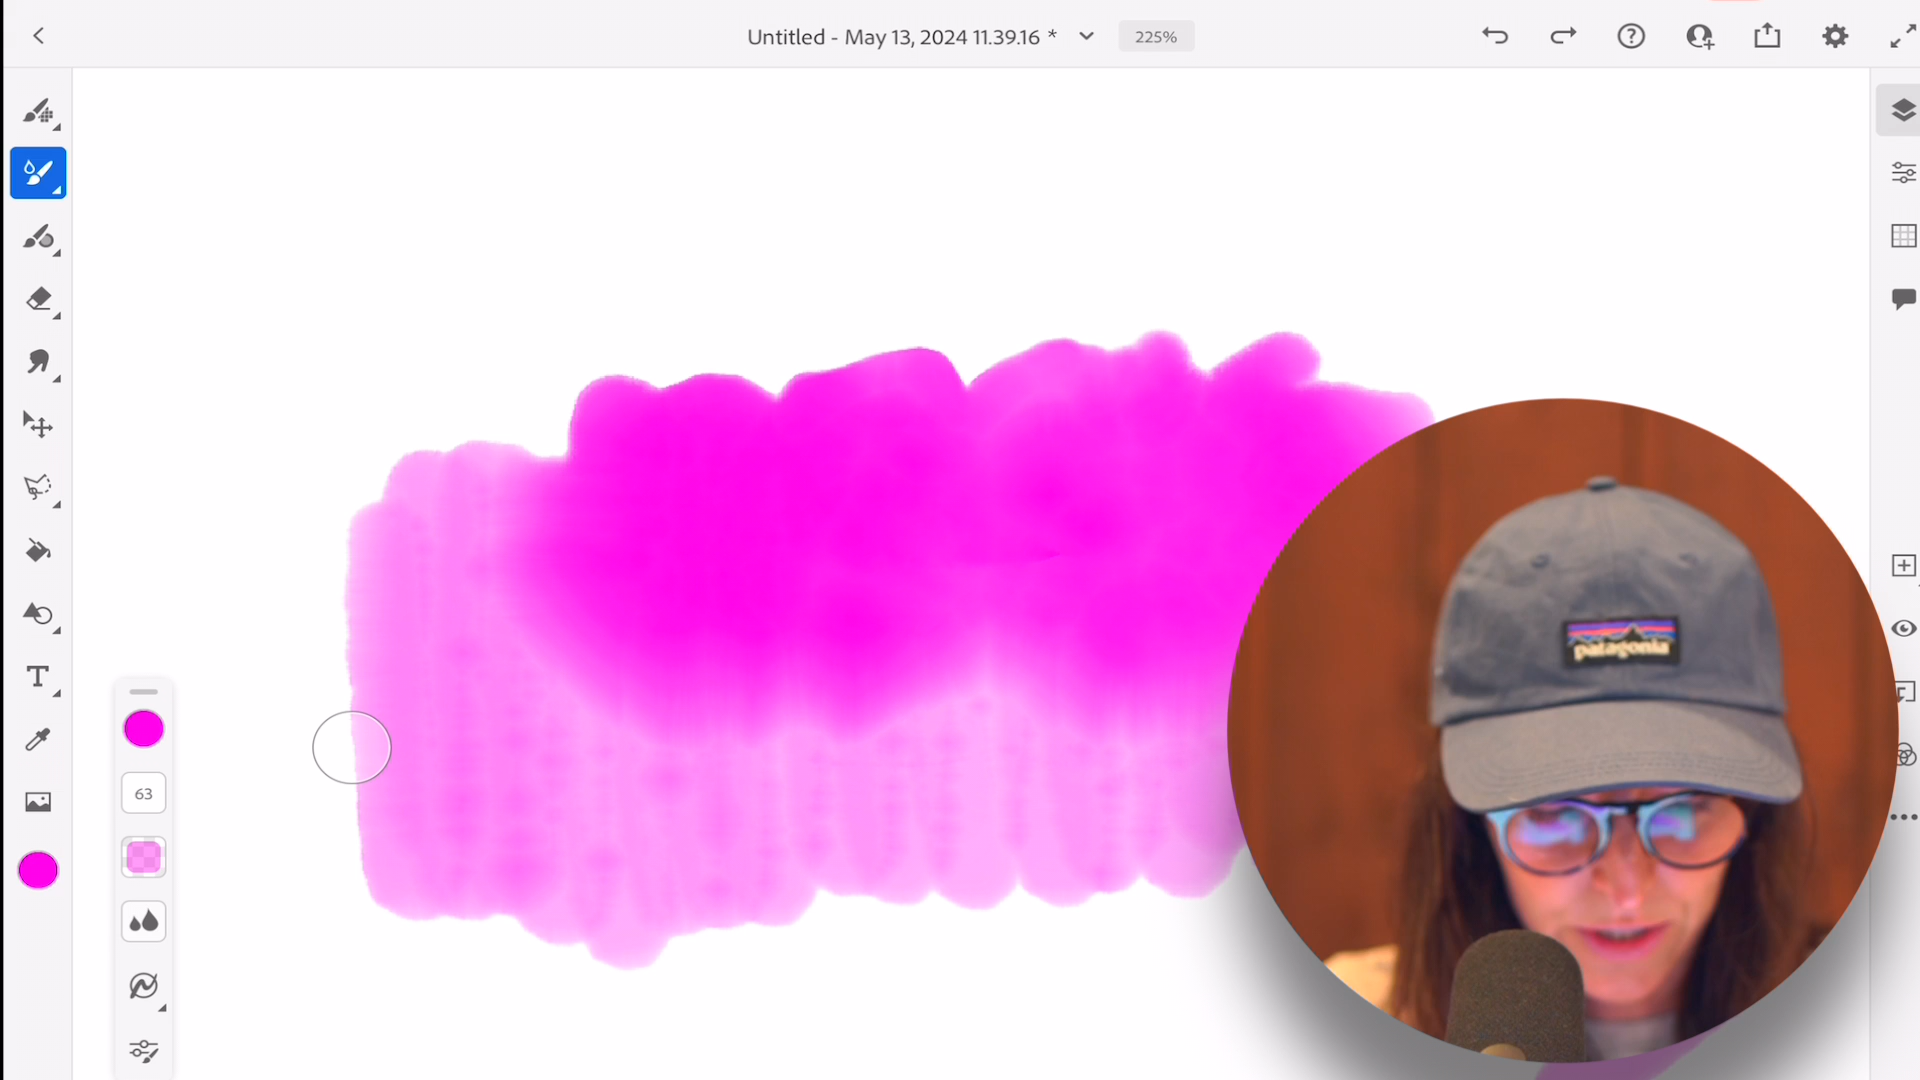 Untitled - May 13, 2024 11.39.16 *
225%
T
63
patagonia